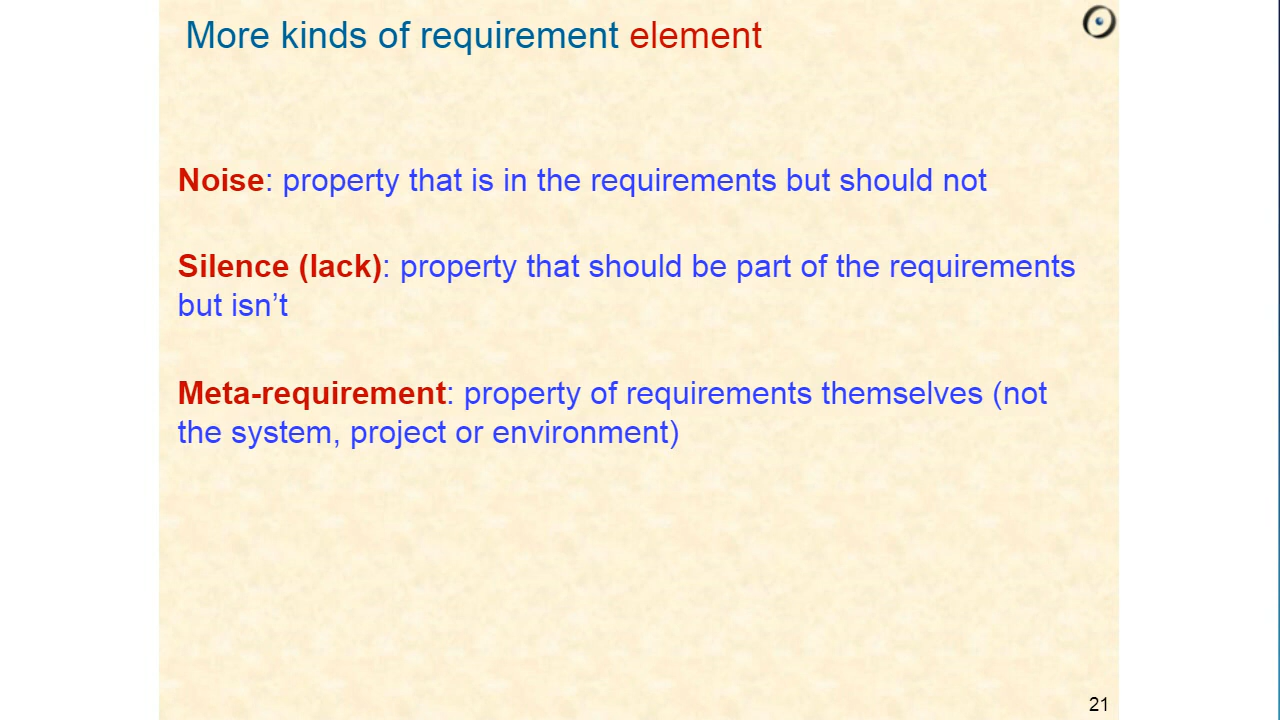 More kinds of requirement element
Noise: property that is in the requirements but should not
Silence (lack): property that should be part of the requirements
but isn’t
Meta-requirement: property of requirements themselves (not
the system, project or environment)
21